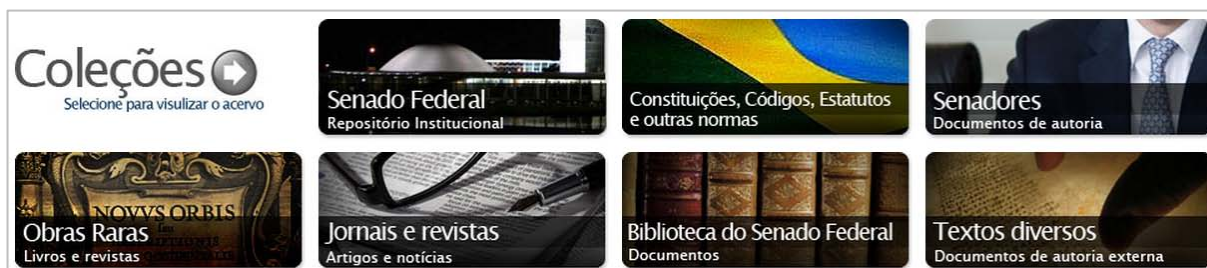 Coleções
Selecione para visulizar o acervo
Senado Federal
Repositório Institucional
Constituições, Códigos, Estatutos
e outras normas
Senadores
Documentos de autoria
NOVVS ORBIS
Obras Raras
Livros e revistas
Jornais e revistas
Artigos e notícias
Biblioteca do Senado Federal
Documentos
Textos diversos
Documentos de autoria externa